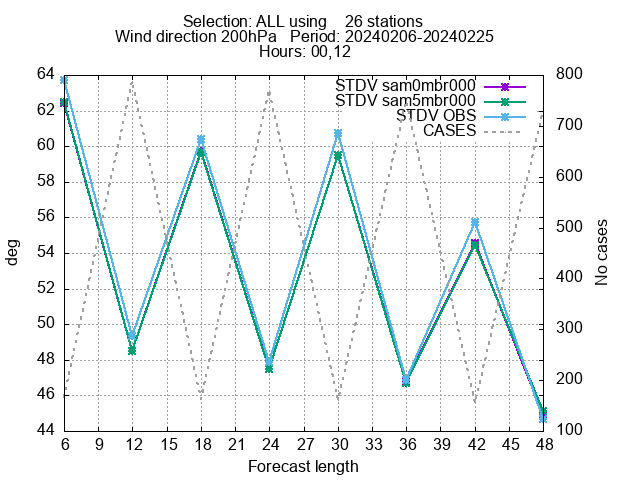 Selection: ALL using    26 stations
Wind direction 200hPa   Period: 20240206-20240225
Hours: 00,12
STDV sam0mbr000
STDV sam5mbr000
STDV OBS
CASES
64
62
60
58
56
54
52
50
48
46
44
deg
800
700
600
500
400
300
200
100
No cases
6 9 12 15 18 21 24 27 30 33 36 39 42 45 48
Forecast length